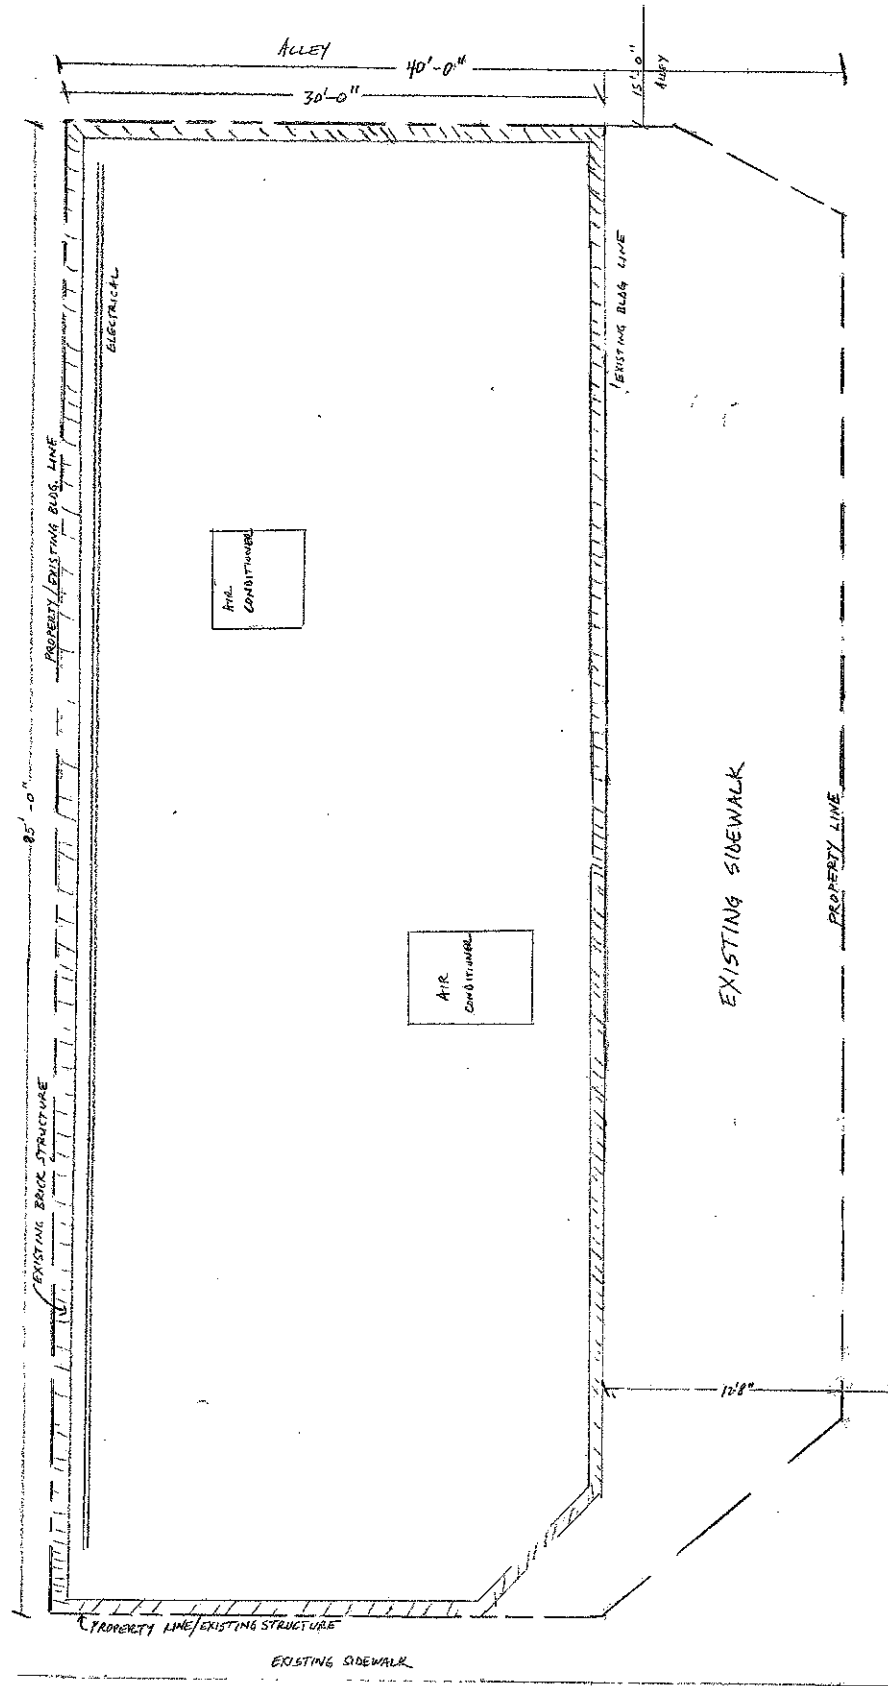 ALLEY
40'-0"
30'-0"
15'-0"
ALLEY
ELECTRICAL
EXISTING BLDG LINE
PROPERTY/EXISTING BLDG. LINE
AIR
CONDITIONER
85'-0"
EXISTING SIDEWALK
PROPERTY LINE
AIR
CONDITIONER
EXISTING BRICK STRUCTURE
12'8"
PROPERTY LINE/EXISTING STRUCTURE
EXISTING SIDEWALK